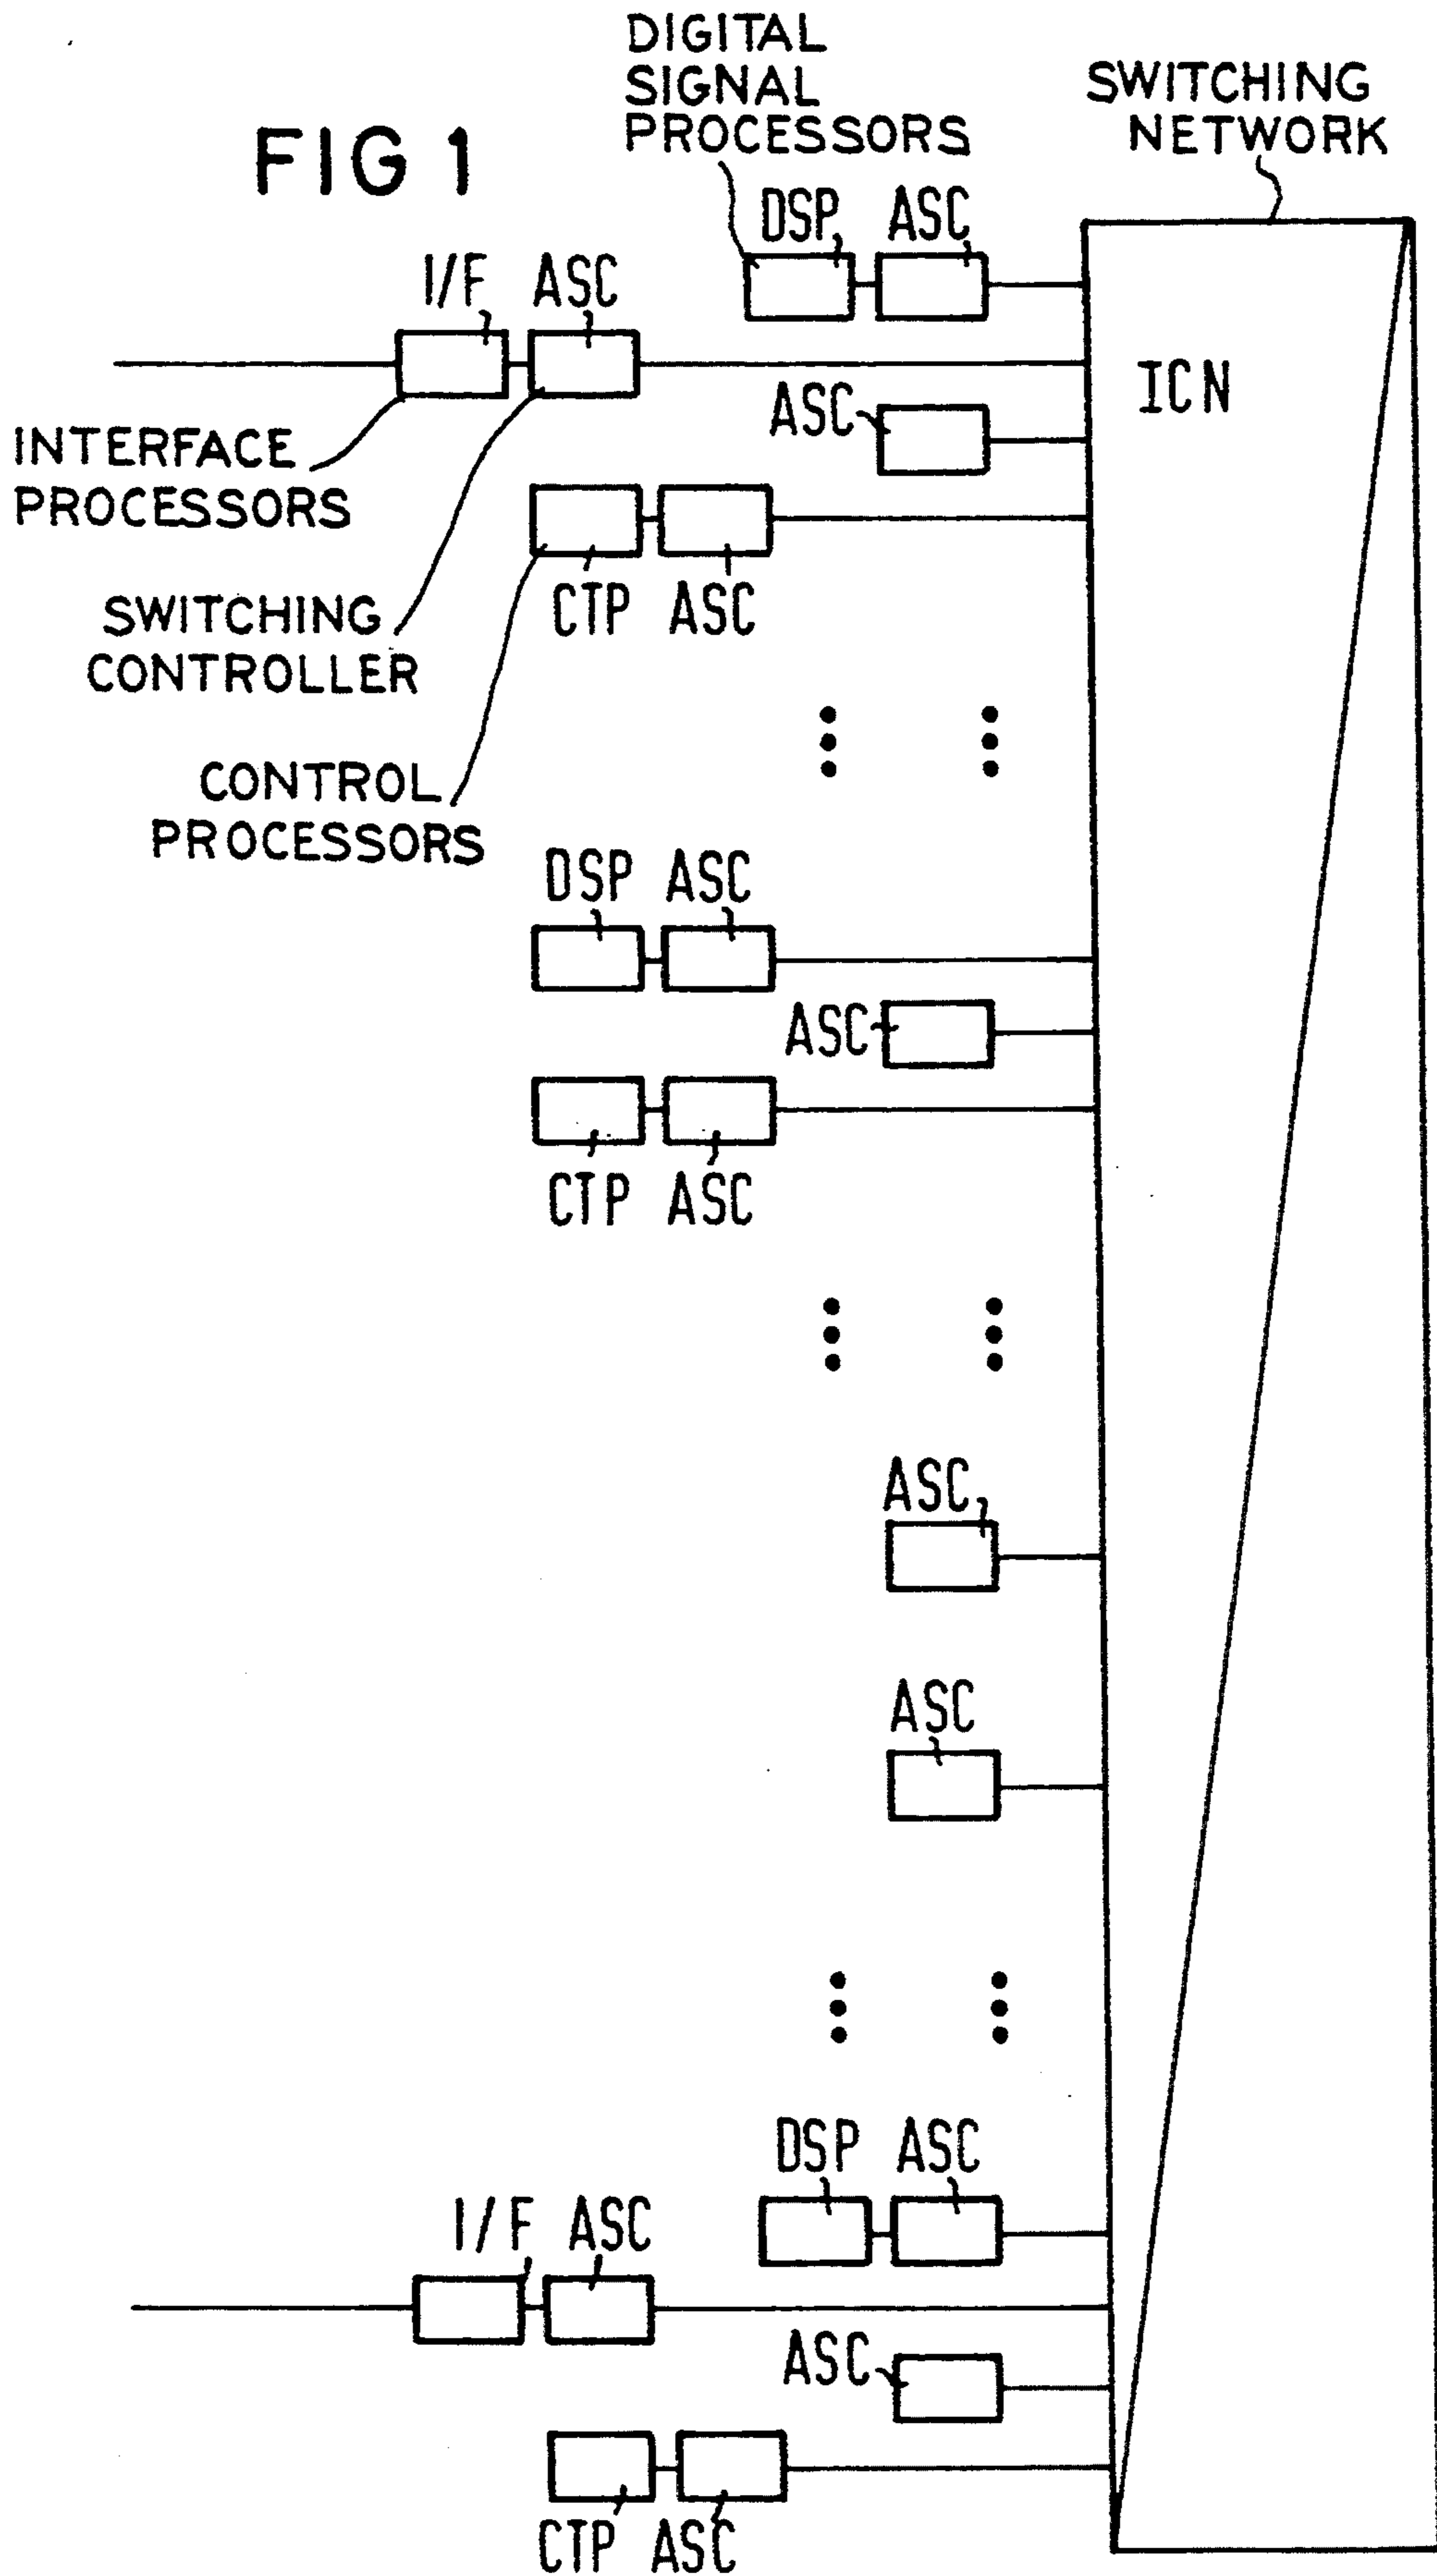 DIGITAL
SIGNAL
PROCESSORS
SWITCHING
NETWORK
FIG 1
DSP ASC
I/F ASC
ICN
ASC
INTERFACE
PROCESSORS
CTP ASC
SWITCHING
CONTROLLER
CONTROL
PROCESSORS
DSP ASC
ASC
CTP ASC
ASC
ASC
DSP ASC
I/F ASC
ASC
CTP ASC